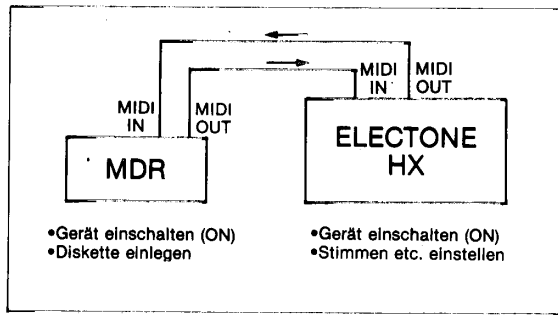 MIDI
IN
MIDI
OUT
MDR
•Gerät einschalten (ON)
•Diskette einlegen
MIDI
IN
MIDI
OUT
ELECTONE
HX
•Gerät einschalten (ON)
•Stimmen etc. einstellen